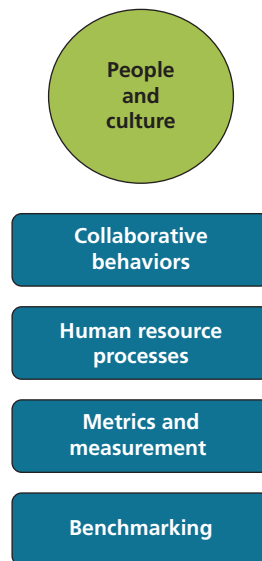 People
and
culture
Collaborative
behaviors
Human resource
processes
Metrics and
measurement
Benchmarking